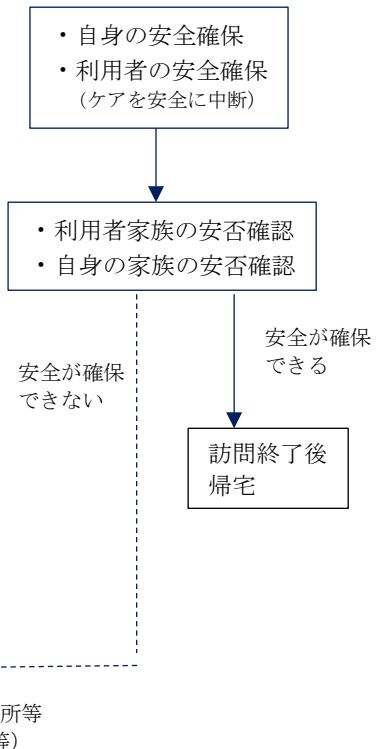 ・自身の安全確保
・利用者の安全確保
（ケアを安全に中断）
・利用者家族の安否確認
・自身の家族の安否確認
安全が確保
できる
安全が確保
できない
訪問終了後
帰宅
所等
等）